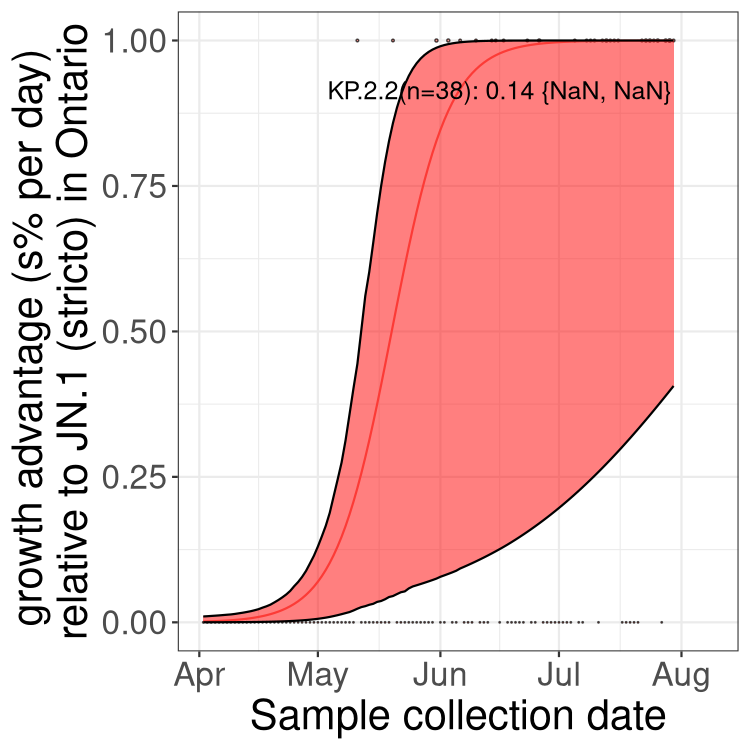 growth advantage (s% per day)
relative to JN.1 (stricto) in Ontario
1.00
0.75
0.50
0.25
0.00
KP.2.2(n=38): 0.14 {NaN, NaN}
Apr May Jun Jul Aug
Sample collection date